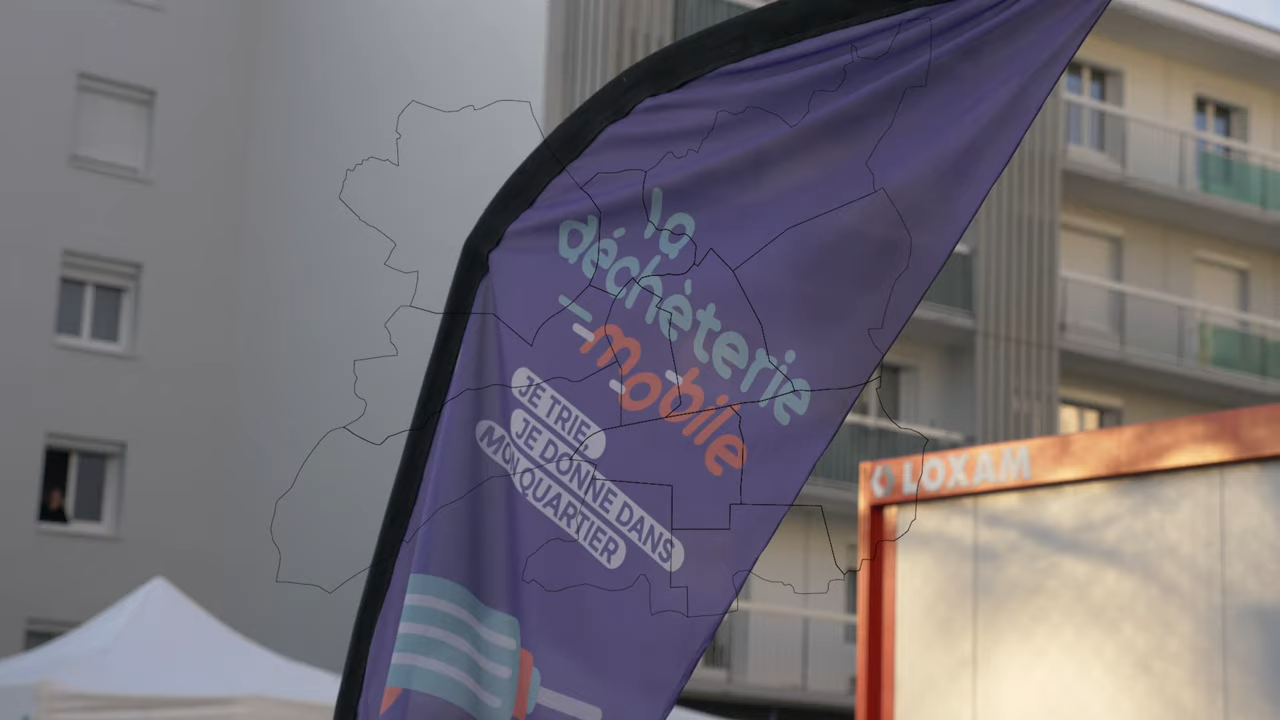 la
déchèterie
mobile
JE TRIE,
JE DONNE DANS
MON QUARTIER
LOXAM